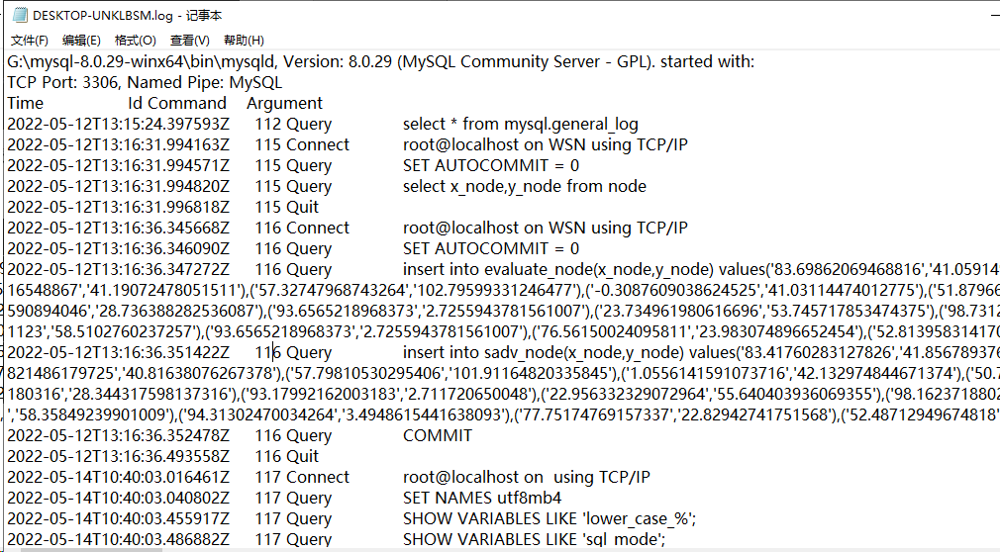 DESKTOP-UNKLBSM.log - 记事本
文件(F) 编辑(E) 格式(O) 查看(V) 帮助(H)
G:\mysql-8.0.29-winx64\bin\mysqld, Version: 8.0.29 (MySQL Community Server - GPL). started with:
TCP Port: 3306, Named Pipe: MySQL
Time Id Command Argument
2022-05-12T13:15:24.397593Z 112 Query select * from mysql.general_log
2022-05-12T13:16:31.994163Z 115 Connect root@localhost on WSN using TCP/IP
2022-05-12T13:16:31.994571Z 115 Query SET AUTOCOMMIT = 0
2022-05-12T13:16:31.994820Z 115 Query select x_node,y_node from node
2022-05-12T13:16:31.996818Z 115 Quit
2022-05-12T13:16:36.345668Z 116 Connect root@localhost on WSN using TCP/IP
2022-05-12T13:16:36.346090Z 116 Query SET AUTOCOMMIT = 0
2022-05-12T13:16:36.347272Z 116 Query insert into evaluate_node(x_node,y_node) values('83.69862069468816','41.05914
16548867','41.19072478051511'),('57.32747968743264','102.79599331246477'),('-0.3087609038624525','41.03114474012775'),('51.87966
590894046','28.736388282536087'),('93.6565218968373','2.7255943781561007'),('23.734961980616696','53.745717853474375'),('98.7312
1123','58.5102760237257'),('93.6565218968373','2.7255943781561007'),('76.56150024095811','23.983074896652454'),('52.813958314170
2022-05-12T13:16:36.351422Z 116 Query insert into sadv_node(x_node,y_node) values('83.41760283127826','41.856789376
821486179725','40.81638076267378'),('57.79810530295406','101.91164820335845'),('1.0556141591073716','42.132974844671374'),('50.7
180316','28.344317598137316'),('93.17992162003183','2.711720650048'),('22.956332329072964','55.640403936069355'),('98.1623718802
','58.35849239901009'),('94.31302470034264','3.4948615441638093'),('77.75174769157337','22.82942741751568'),('52.48712949674818'
2022-05-12T13:16:36.352478Z 116 Query COMMIT
2022-05-12T13:16:36.493558Z 116 Quit
2022-05-14T10:40:03.016461Z 117 Connect root@localhost on  using TCP/IP
2022-05-14T10:40:03.040802Z 117 Query SET NAMES utf8mb4
2022-05-14T10:40:03.455917Z 117 Query SHOW VARIABLES LIKE 'lower_case_%';
2022-05-14T10:40:03.486882Z 117 Query SHOW VARIABLES LIKE 'sql_mode';